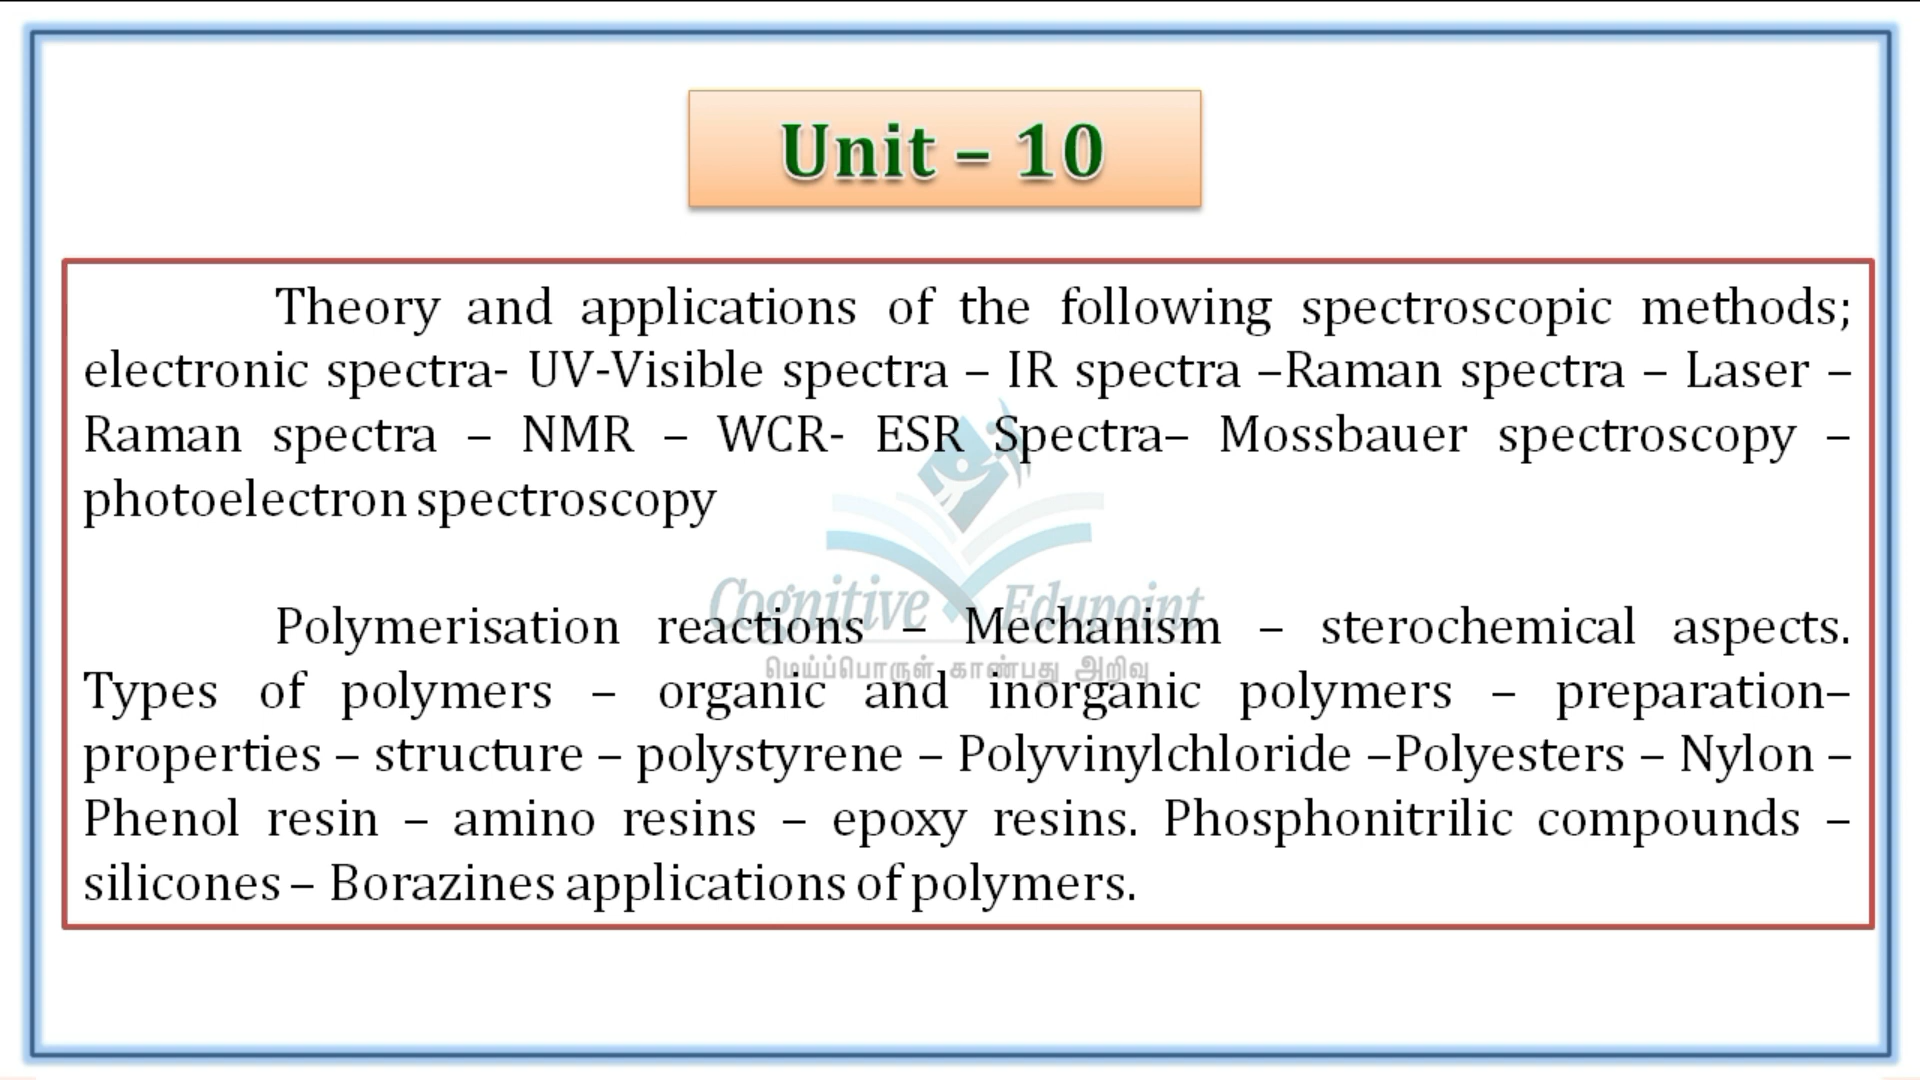 Unit – 10
Theory and applications of the following spectroscopic methods;
electronic spectra- UV-Visible spectra – IR spectra –Raman spectra – Laser –
Raman spectra – NMR – WCR- ESR Spectra– Mossbauer spectroscopy –
photoelectron spectroscopy
Cognitive Edupoint
Polymerisation reactions – Mechanism – sterochemical aspects.
மெய்ப்பொருள் காண்பது அறிவு
Types of polymers – organic and inorganic polymers – preparation–
properties – structure – polystyrene – Polyvinylchloride –Polyesters – Nylon –
Phenol resin – amino resins – epoxy resins. Phosphonitrilic compounds –
silicones – Borazines applications of polymers.